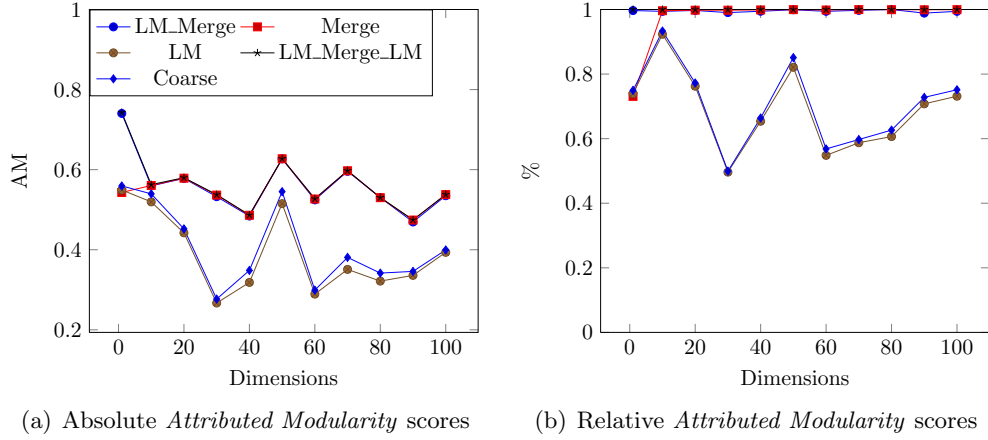 1
0.8
0.6
0.4
0.2
AM
LM_Merge Merge
LM LM_Merge_LM
Coarse
0 20 40 60 80 100
Dimensions
(a) Absolute Attributed Modularity scores
1
0.8
0.6
0.4
0.2
0
%
0 20 40 60 80 100
Dimensions
(b) Relative Attributed Modularity scores